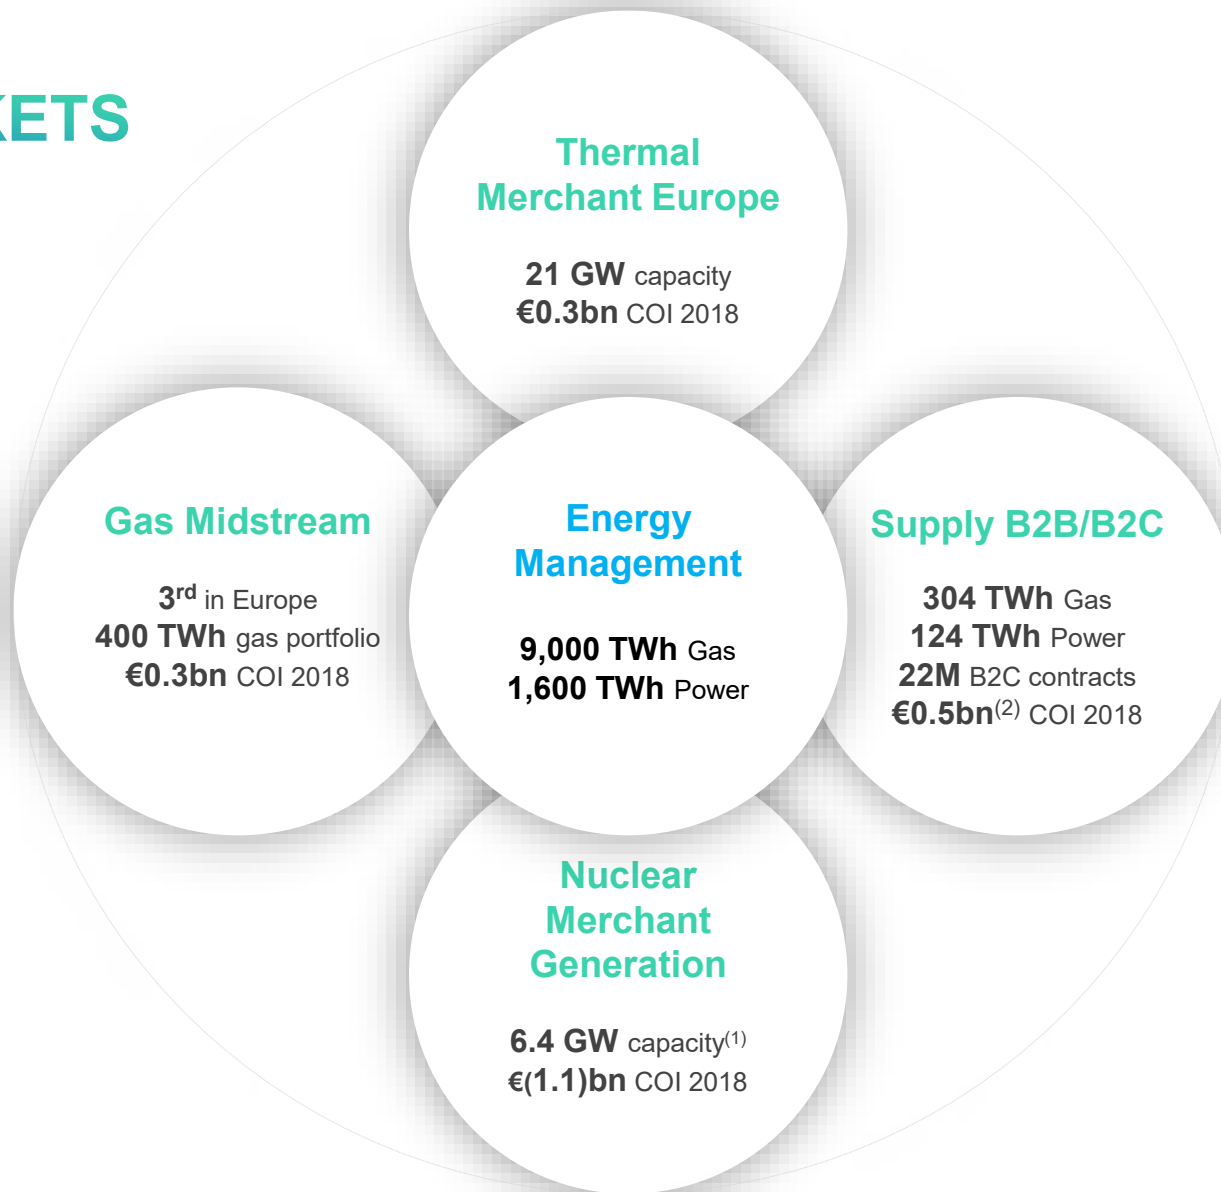 KETS
Thermal
Merchant Europe
21 GW capacity
€0.3bn COI 2018
Gas Midstream
3rd in Europe
400 TWh gas portfolio
€0.3bn COI 2018
Energy
Management
9,000 TWh Gas
1,600 TWh Power
Supply B2B/B2C
304 TWh Gas
124 TWh Power
22M B2C contracts
€0.5bn(2) COI 2018
Nuclear
Merchant
Generation
6.4 GW capacity(1)
€(1.1)bn COI 2018